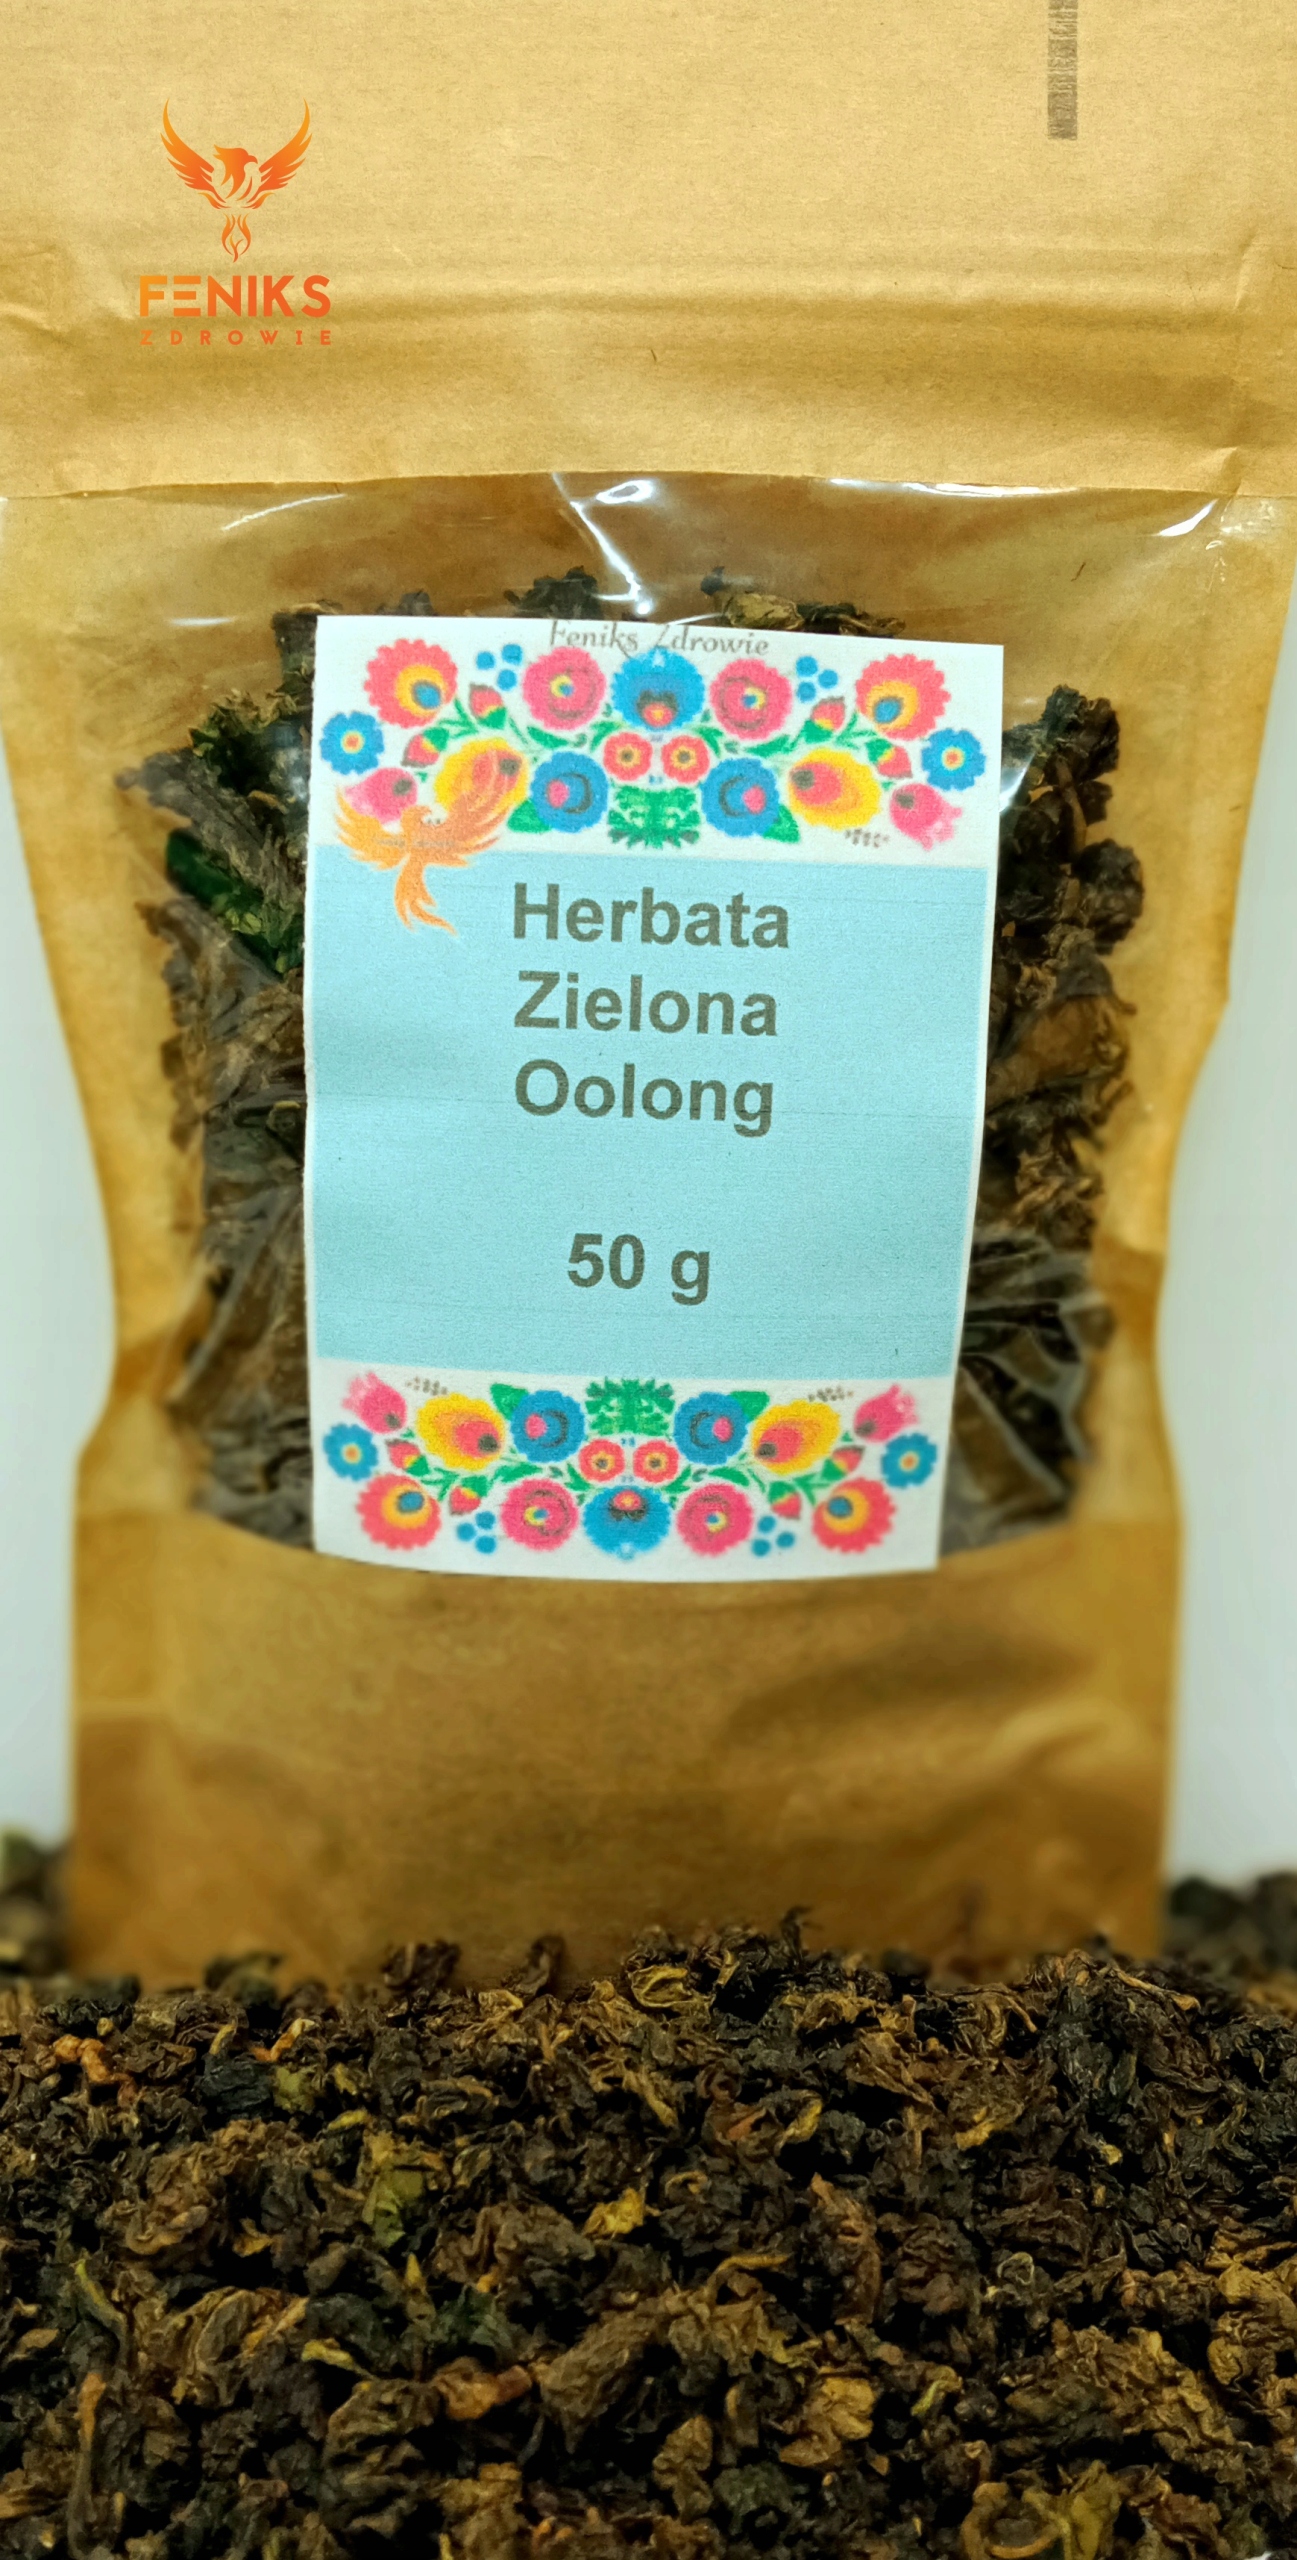 FENIKS
ZDROWIE
Feniks Zdrowie
Herbata
Zielona
Oolong
50 g